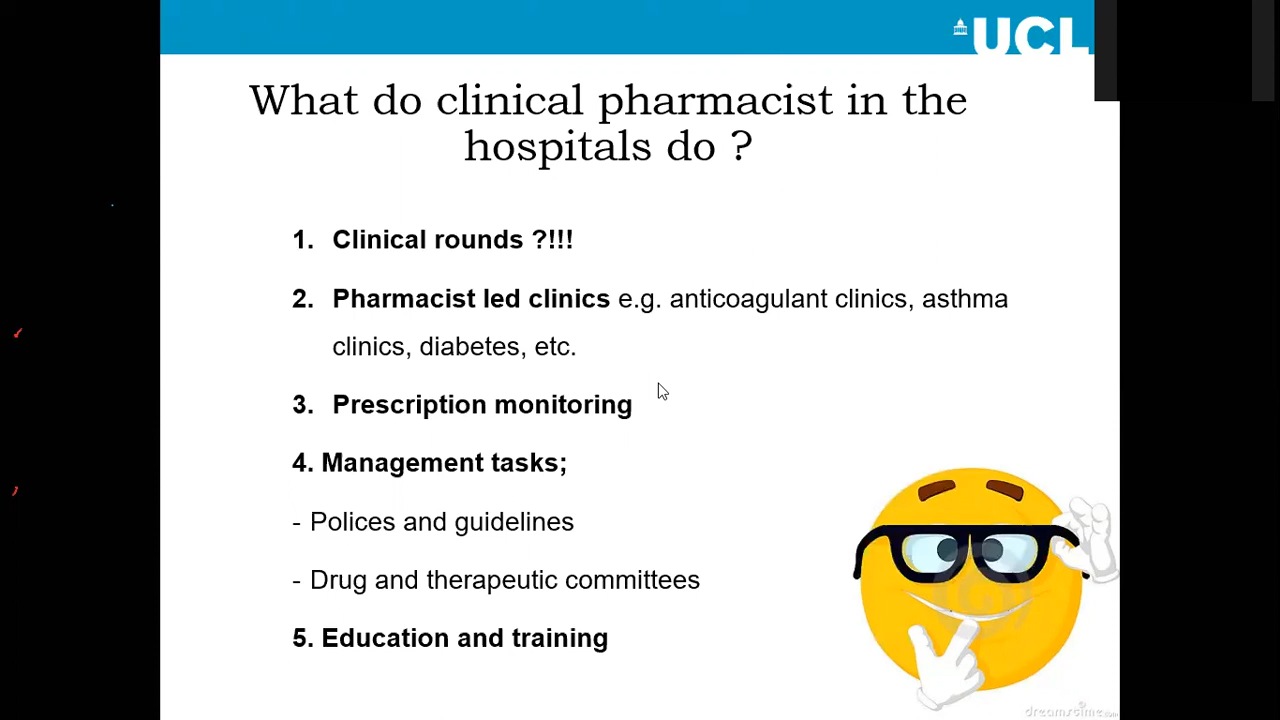 UCL
What do clinical pharmacist in the
hospitals do ?
1. Clinical rounds ?!!!
2. Pharmacist led clinics e.g. anticoagulant clinics, asthma
clinics, diabetes, etc.
3. Prescription monitoring
4. Management tasks;
- Polices and guidelines
- Drug and therapeutic committees
5. Education and training
dreamstime.com